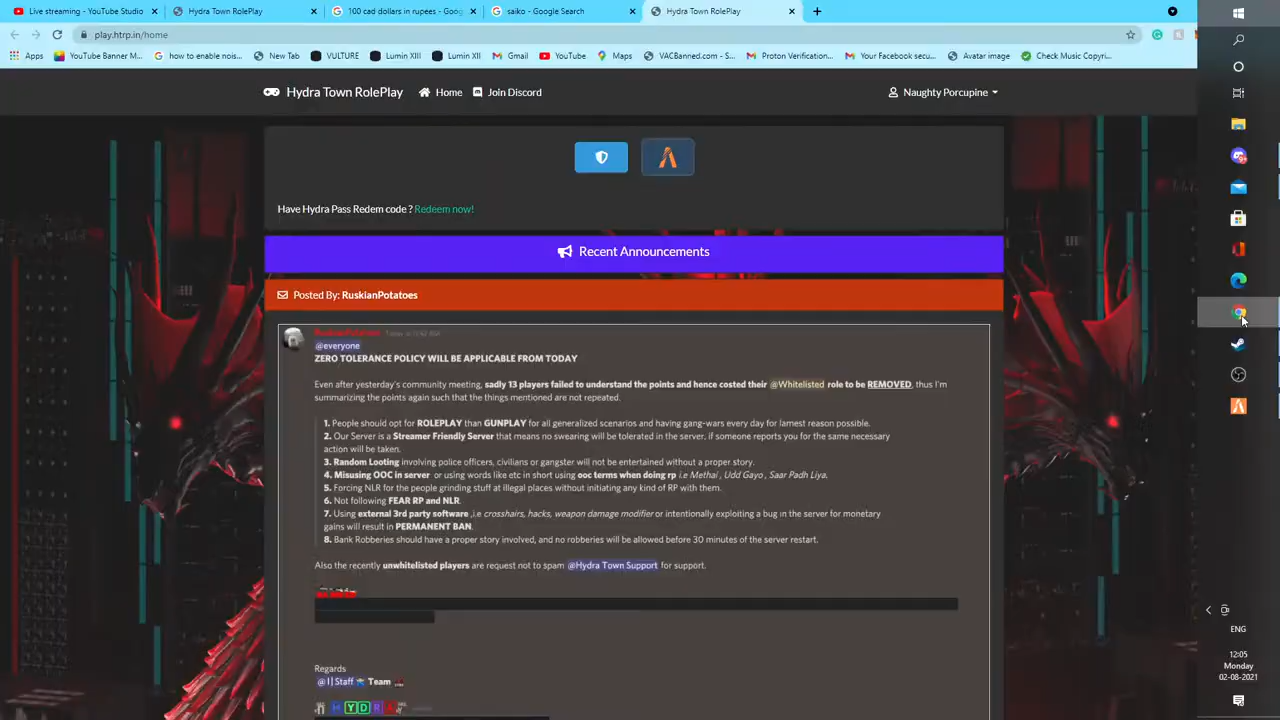 Live streaming - YouTube Studio
Hydra Town RolePlay
100 cad dollars in rupees - Goog
saiko - Google Search
Hydra Town RolePlay
play.htrp.in/home
Apps
YouTube Banner M...
how to enable nois...
New Tab
VULTURE
Lumin XIII
Lumin XII
Gmail
YouTube
Maps
VACBanned.com - S...
Proton Verification...
Your Facebook secu...
Avatar image
Check Music Copyri...
Hydra Town RolePlay
Home
Join Discord
Naughty Porcupine
Have Hydra Pass Redem code ? Redeem now!
Recent Announcements
Posted By: RuskianPotatoes
RuskianPotatoes
@everyone
ZERO TOLERANCE POLICY WILL BE APPLICABLE FROM TODAY
Even after yesterday's community meeting, sadly 13 players failed to understand the points and hence costed their @Whitelisted role to be REMOVED, thus I'm
summarizing the points again such that the things mentioned are not repeated.
1. People should opt for ROLEPLAY than GUNPLAY for all generalized scenarios and having gang-wars every day for lamest reason possible.
2. Our Server is a Streamer Friendly Server that means no swearing will be tolerated in the server, if someone reports you for the same necessary
action will be taken.
3. Random Looting involving police officers, civilians or gangster will not be entertained without a proper story.
4. Misusing OOC in server or using words like etc in short using ooc terms when doing rp i.e Methai , Udd Gayo , Saar Padh Liya.
5. Forcing NLR for the people grinding stuff at illegal places without initiating any kind of RP with them.
6. Not following FEAR RP and NLR.
7. Using external 3rd party software ,i.e crosshairs, hacks, weapon damage modifier or intentionally exploiting a bug in the server for monetary
gains will result in PERMANENT BAN.
8. Bank Robberies should have a proper story involved, and no robberies will be allowed before 30 minutes of the server restart.
Also the recently unwhitelisted players are request not to spam @Hydra Town Support for support.
Regards
@ | | Staff Team
H Y D R A
ENG
12:05
Monday
02-08-2021